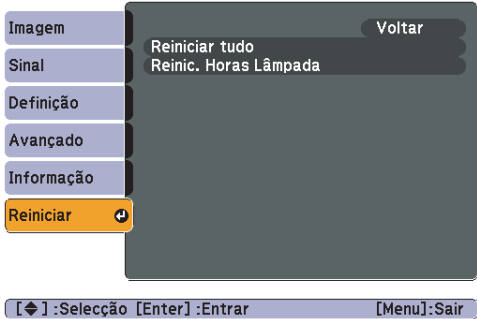 Imagem
Sinal
Definição
Avançado
Informação
Reiniciar
Voltar
Reiniciar tudo
Reinic. Horas Lâmpada
[◆] :Selecção [Enter] :Entrar [Menu]:Sair